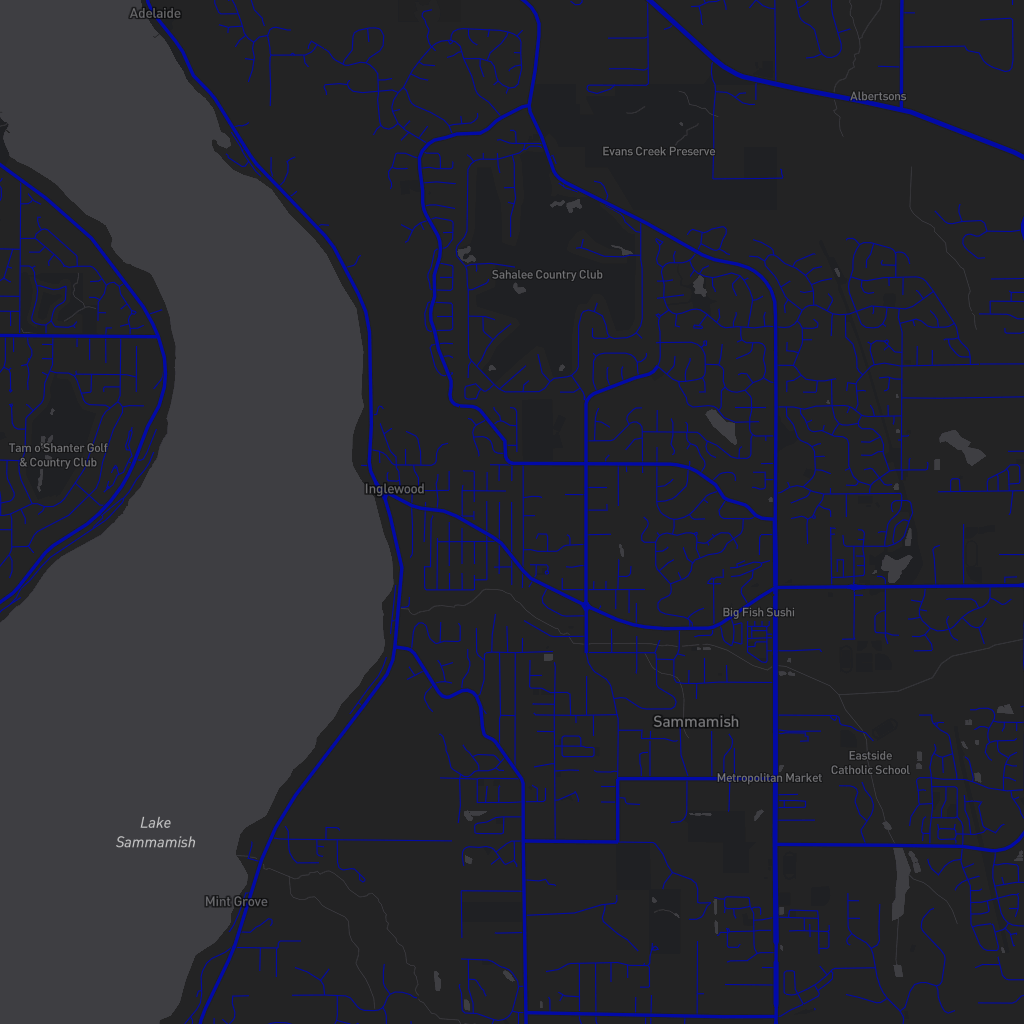 Adelaide
Albertsons
Evans Creek Preserve
Sahalee Country Club
Tam o'Shanter Golf
& Country Club
Inglewood
Big Fish Sushi
Sammamish
Eastside
Catholic School
Metropolitan Market
Lake
Sammamish
Mint Grove